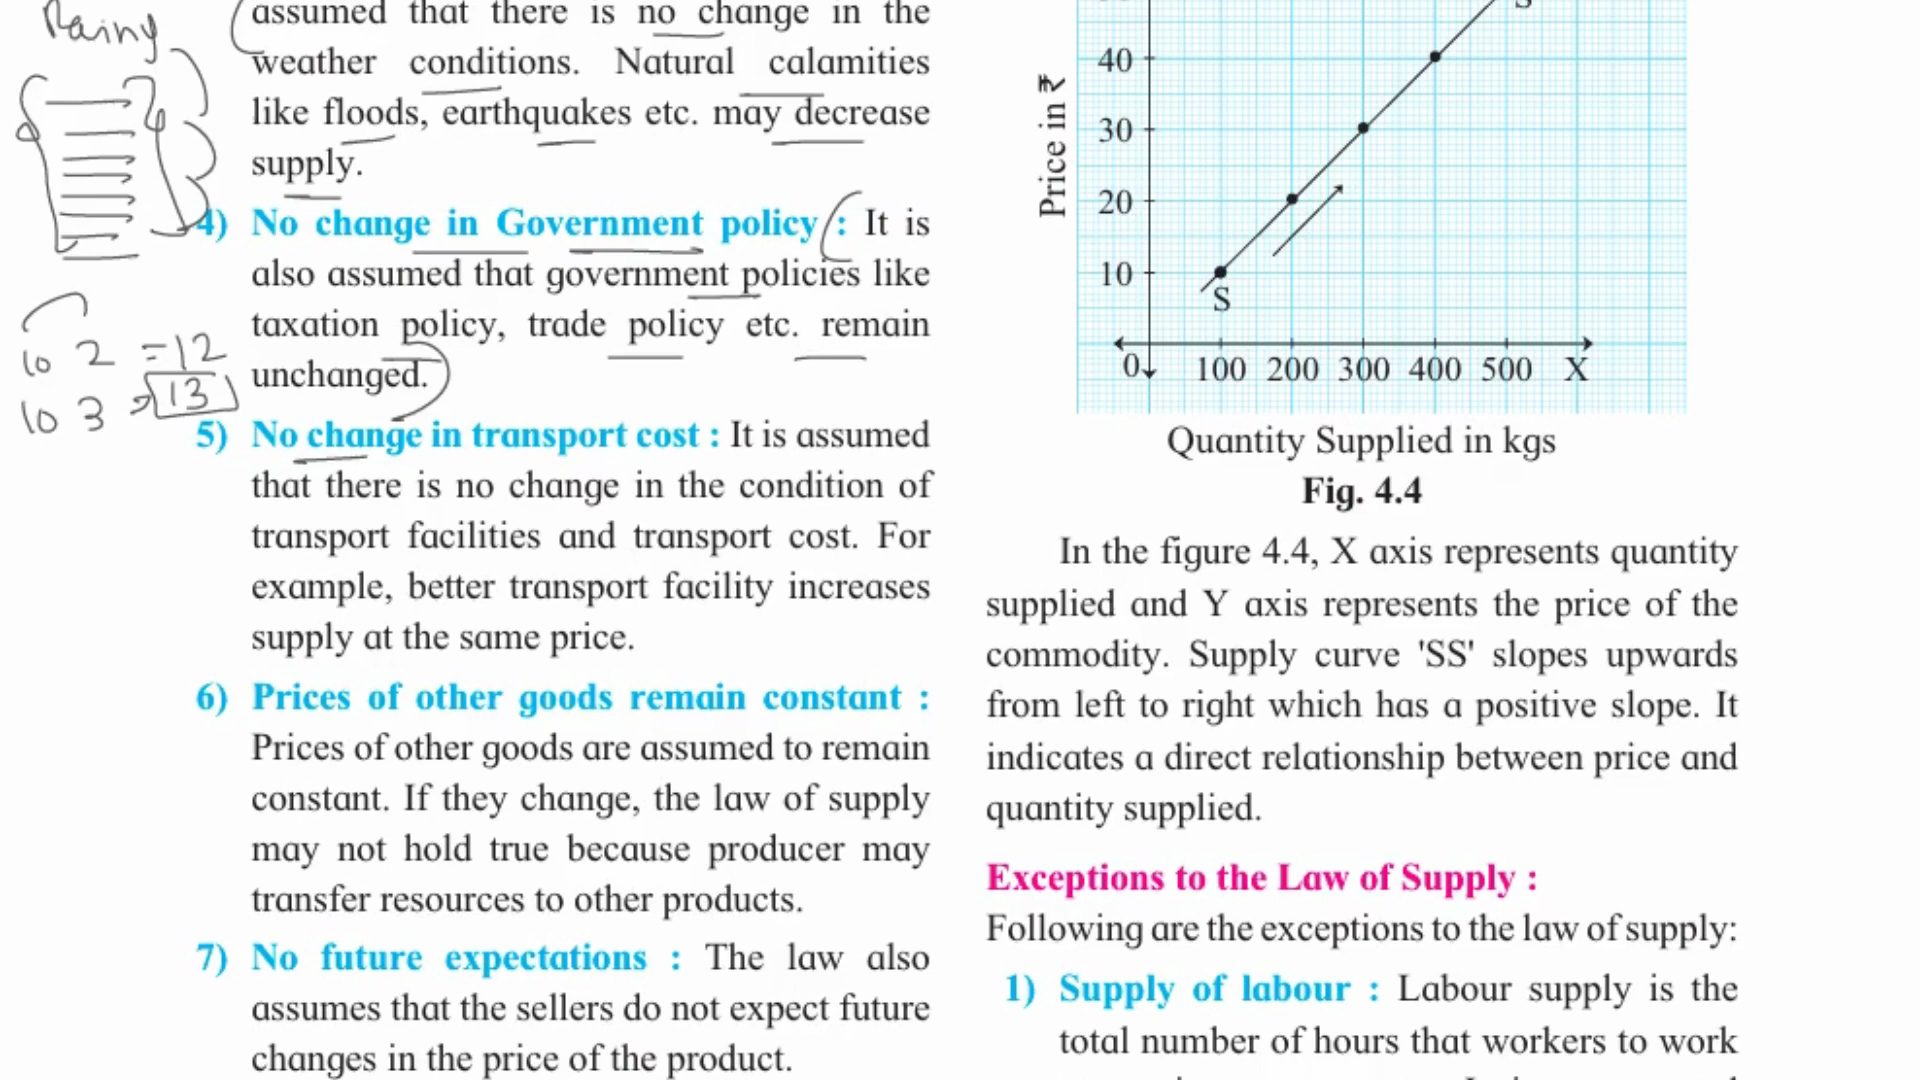 Rainy
assumed that there is no change in the
weather conditions. Natural calamities
like floods, earthquakes etc. may decrease
supply.
4) No change in Government policy : It is
also assumed that government policies like
taxation policy, trade policy etc. remain
unchanged.
10 2 =12
10 3 → 13
5) No change in transport cost : It is assumed
that there is no change in the condition of
transport facilities and transport cost. For
example, better transport facility increases
supply at the same price.
6) Prices of other goods remain constant :
Prices of other goods are assumed to remain
constant. If they change, the law of supply
may not hold true because producer may
transfer resources to other products.
7) No future expectations : The law also
assumes that the sellers do not expect future
changes in the price of the product.
Price in ₹
S
40
30
20
10
S
0 100 200 300 400 500 X
Quantity Supplied in kgs
Fig. 4.4
In the figure 4.4, X axis represents quantity
supplied and Y axis represents the price of the
commodity. Supply curve 'SS' slopes upwards
from left to right which has a positive slope. It
indicates a direct relationship between price and
quantity supplied.
Exceptions to the Law of Supply :
Following are the exceptions to the law of supply:
1) Supply of labour : Labour supply is the
total number of hours that workers to work